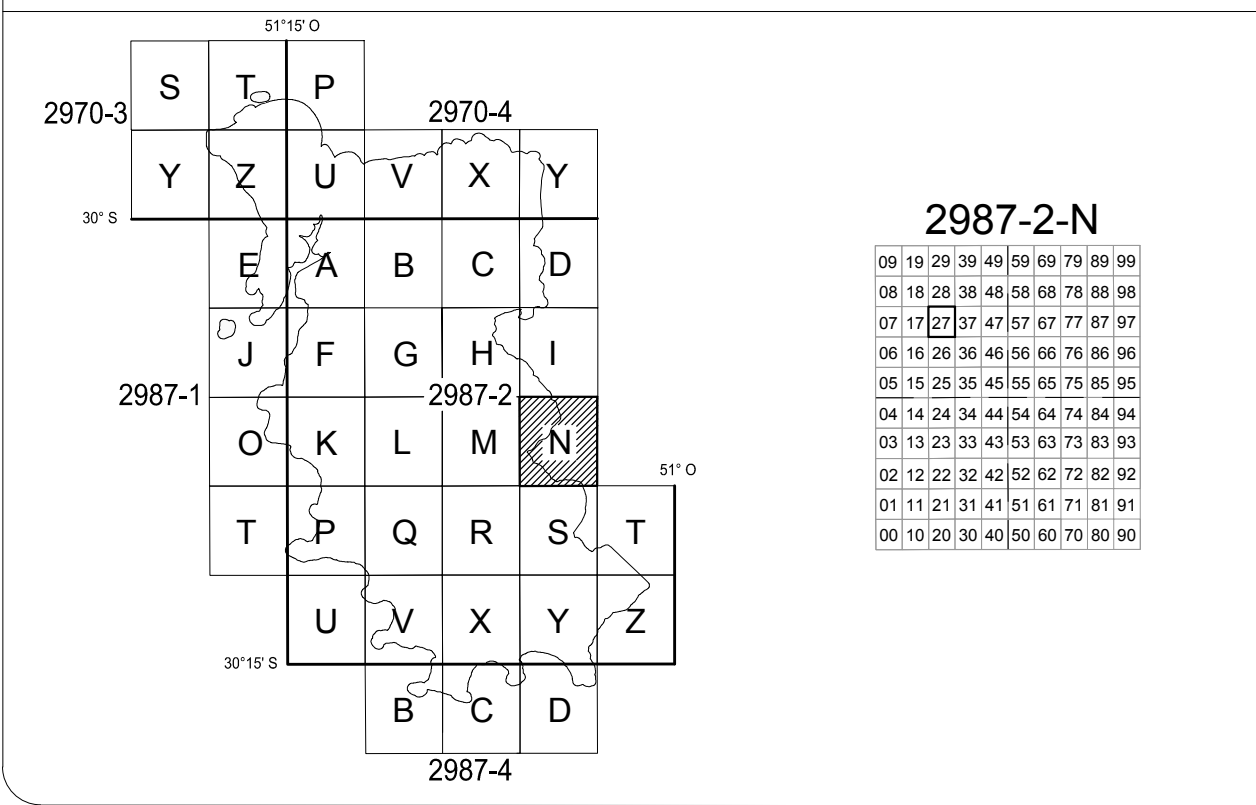 51°15' O
S T P
2970-3 2970-4
Y Z U V X Y
30° S
E A B C D
J F G H I
2987-1 2987-2
O K L M N
51° O
T P Q R S T
U V X Y Z
30°15' S
B C D
2987-4
2987-2-N
09 19 29 39 49 59 69 79 89 99
08 18 28 38 48 58 68 78 88 98
07 17 27 37 47 57 67 77 87 97
06 16 26 36 46 56 66 76 86 96
05 15 25 35 45 55 65 75 85 95
04 14 24 34 44 54 64 74 84 94
03 13 23 33 43 53 63 73 83 93
02 12 22 32 42 52 62 72 82 92
01 11 21 31 41 51 61 71 81 91
00 10 20 30 40 50 60 70 80 90